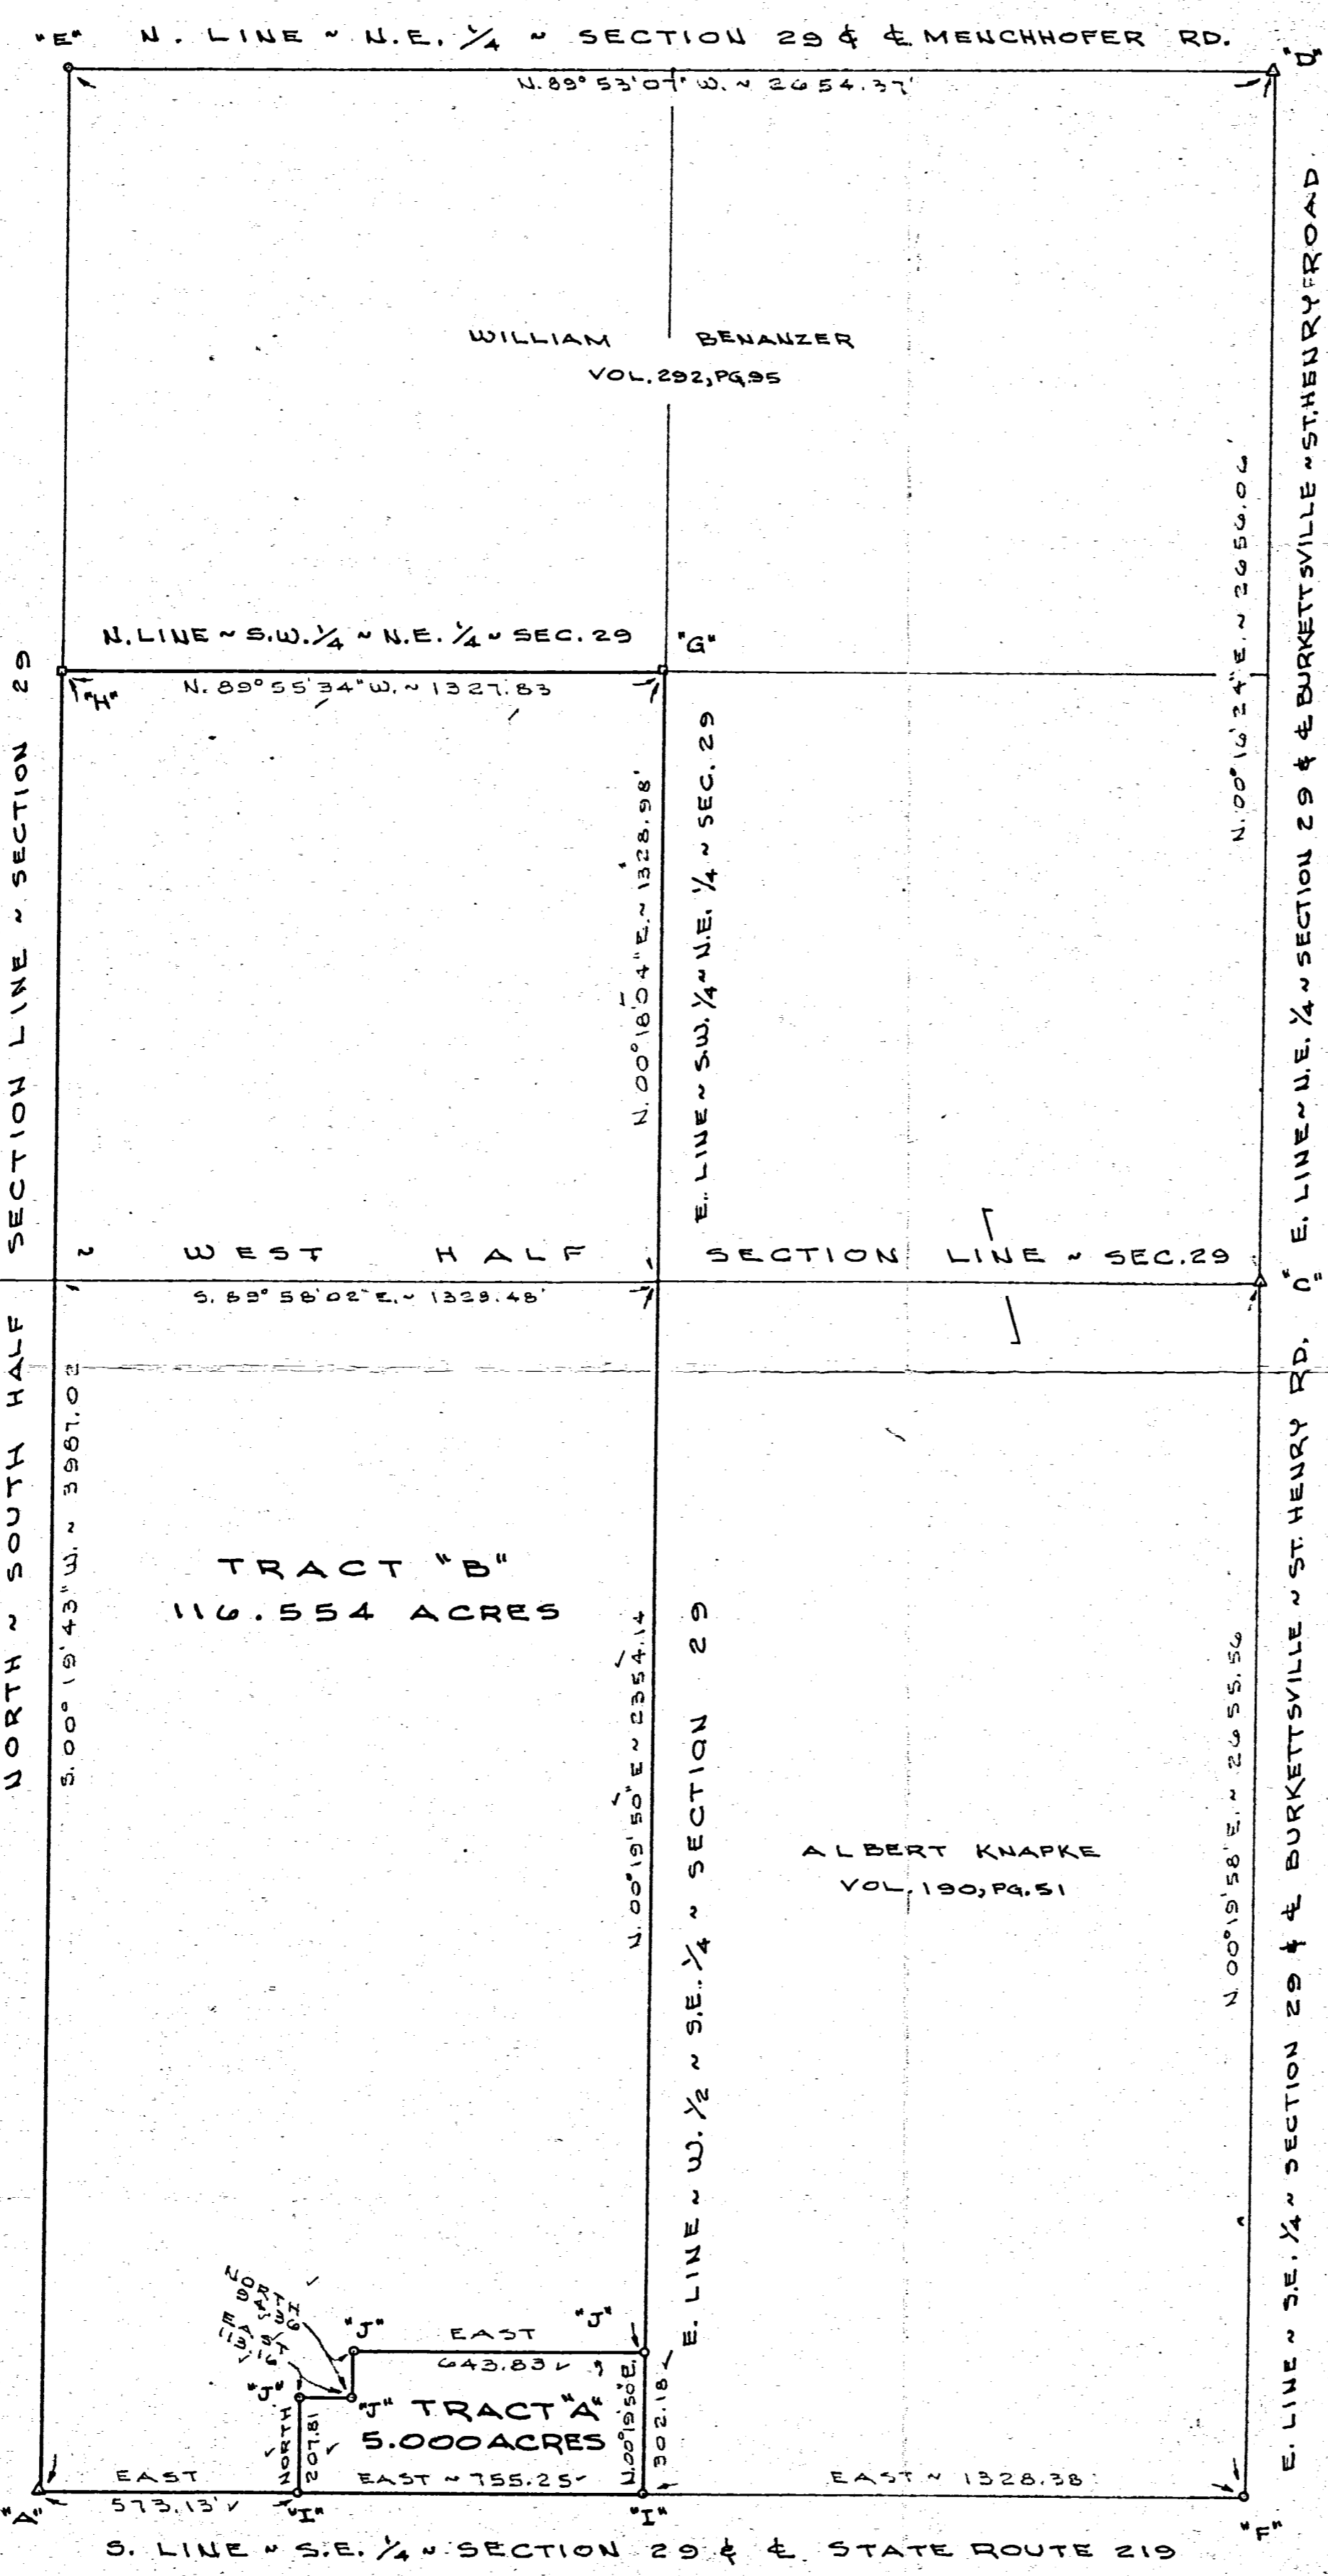 "E" N. LINE ~ N.E. 1/4 ~ SECTION 29 & ℄ MENCHHOFER RD. "D"
N. 89° 53' 07" W. ~ 2654.37'
WILLIAM BENANZER
VOL. 292, PG. 95
E. LINE ~ N.E. 1/4 ~ SECTION 29 & ℄ BURKETTSVILLE ~ ST. HENRY ROAD
N. 00° 16' 24" E. ~ 2656.06'
N. LINE ~ S.W. 1/4 ~ N.E. 1/4 ~ SEC. 29
"G"
"H"
N. 89° 55' 34" W. ~ 1327.83
N. 00° 18' 04" E. ~ 1328.98'
E. LINE ~ S.W. 1/4 ~ N.E. 1/4 ~ SEC. 29
NORTH ~ SOUTH HALF SECTION LINE ~ SECTION 29
~ WEST HALF SECTION LINE ~ SEC. 29
"C"
S. 89° 58' 02" E. ~ 1328.48'
S. 00° 19' 43" W. ~ 3987.02
TRACT "B"
116.554 ACRES
N. 00° 19' 50" E ~ 2354.14
E. LINE ~ W. 1/2 ~ S.E. 1/4 ~ SECTION 29
ALBERT KNAPKE
VOL. 190, PG. 51
N. 00° 19' 58" E. ~ 2655.56
E. LINE ~ S.E. 1/4 ~ SECTION 29 & ℄ BURKETTSVILLE ~ ST. HENRY RD.
NORTH
EAST
113.16
"J"
EAST
"J"
643.83
"J"
"J"
TRACT "A"
5.000 ACRES
NORTH
207.81
N. 00° 19' 50" E.
302.18
EAST
573.13'
EAST ~ 755.25
EAST ~ 1328.38
"A"
"I"
"I"
"F"
S. LINE ~ S.E. 1/4 ~ SECTION 29 & ℄ STATE ROUTE 219